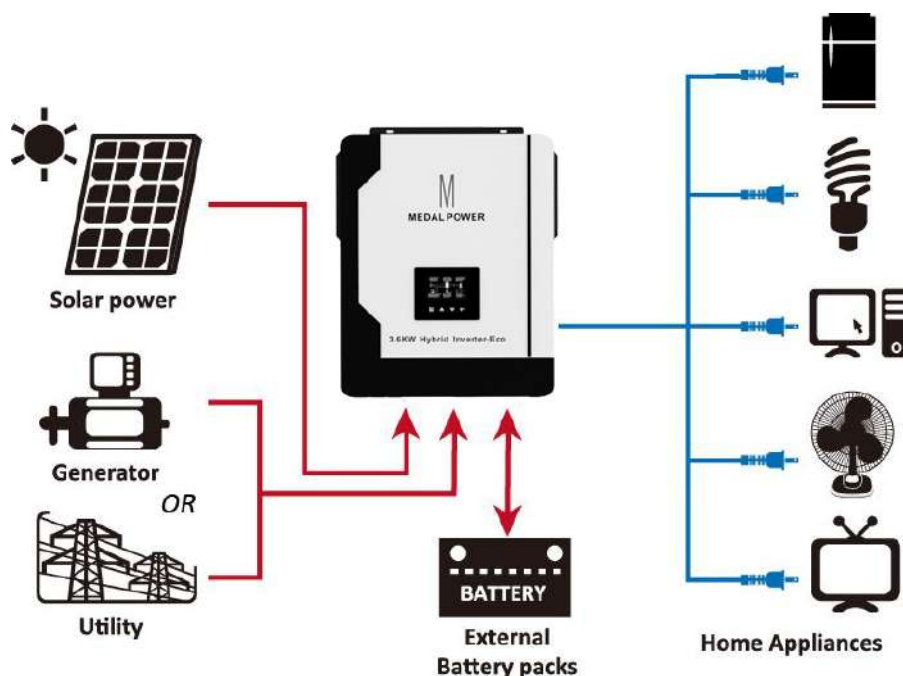 M
MEDAL POWER
3.6KW Hybrid Inverter-Eco
Solar power
Generator
OR
Utility
BATTERY
External
Battery packs
Home Appliances